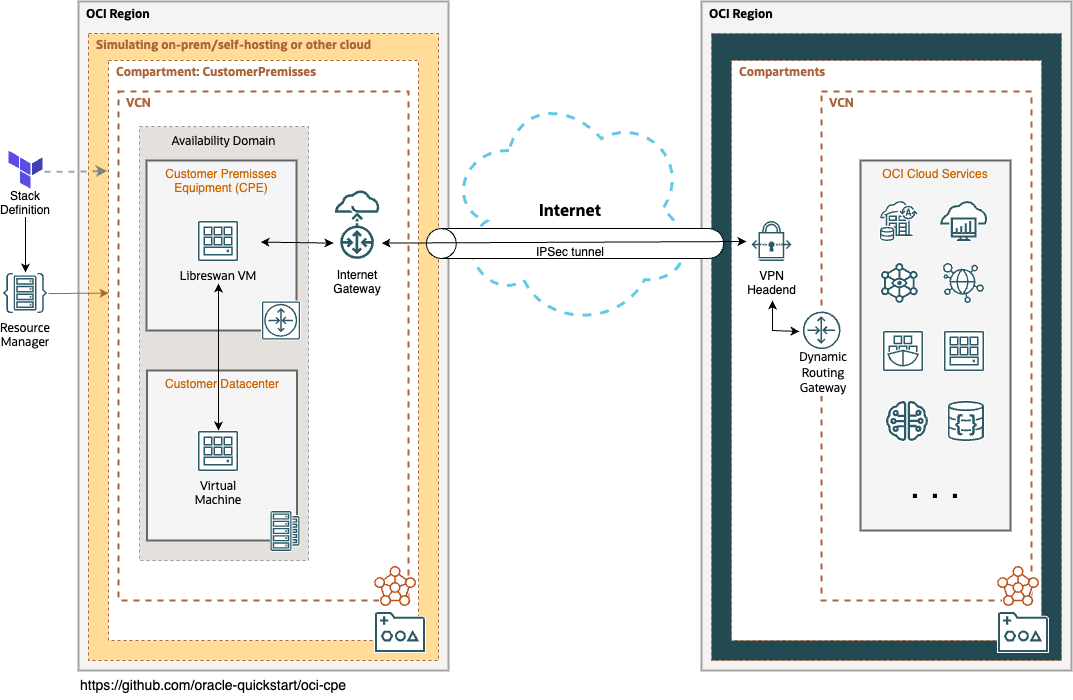 OCI Region
Simulating on-prem/self-hosting or other cloud
Compartment: CustomerPremisses
VCN
Availability Domain
Customer Premisses
Equipment (CPE)
Libreswan VM
Internet
Gateway
Customer Datacenter
Virtual
Machine
Stack
Definition
Resource
Manager
Internet
IPSec tunnel
OCI Region
Compartments
VCN
OCI Cloud Services
A
VPN
Headend
Dynamic
Routing
Gateway
. . .
https://github.com/oracle-quickstart/oci-cpe